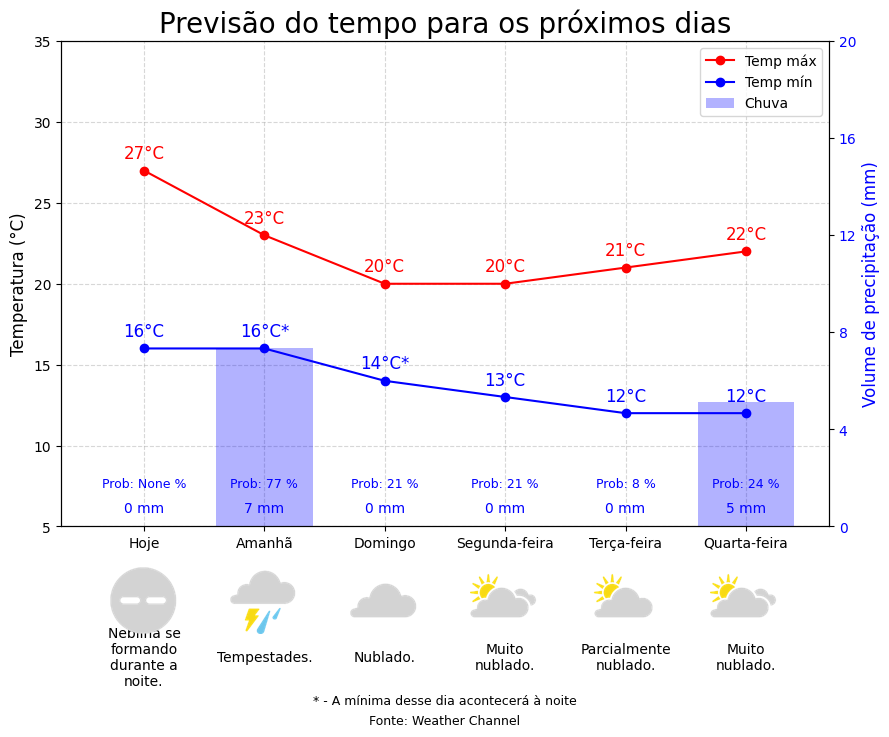 Previsão do tempo para os próximos dias
35
30
25
20
15
10
5
Temperatura (°C)
20
16
12
8
4
0
Volume de precipitação (mm)
Temp máx
Temp mín
Chuva
27°C
23°C
20°C
20°C
21°C
22°C
16°C
16°C*
14°C*
13°C
12°C
12°C
Prob: None %
Prob: 77 %
Prob: 21 %
Prob: 21 %
Prob: 8 %
Prob: 24 %
0 mm
7 mm
0 mm
0 mm
0 mm
5 mm
Hoje
Amanhã
Domingo
Segunda-feira
Terça-feira
Quarta-feira
Neblina se
formando
durante a
noite.
Tempestades.
Nublado.
Muito
nublado.
Parcialmente
nublado.
Muito
nublado.
* - A mínima desse dia acontecerá à noite
Fonte: Weather Channel